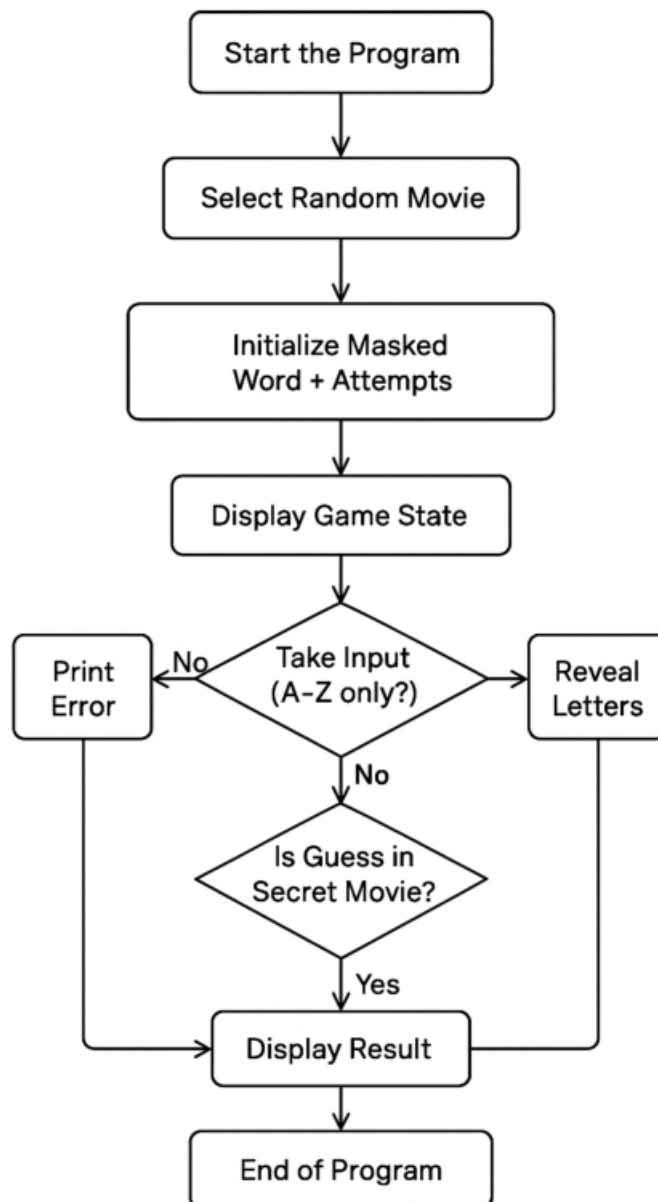 Start the Program
Select Random Movie
Initialize Masked
Word + Attempts
Display Game State
Print
Error
No
Take Input
(A-Z only?)
Reveal
Letters
No
Is Guess in
Secret Movie?
Yes
Display Result
End of Program